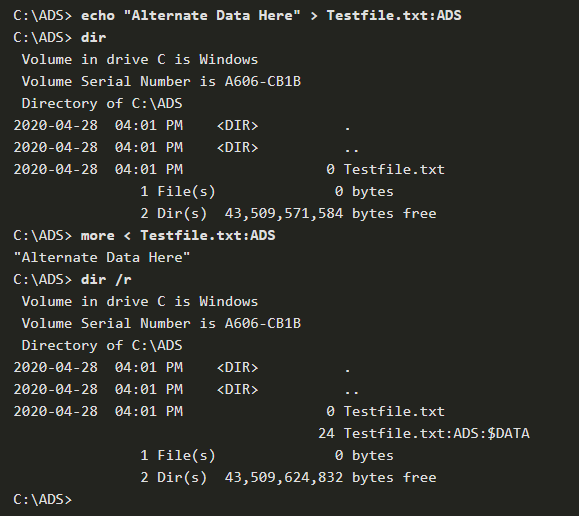 C:\ADS> echo "Alternate Data Here" > Testfile.txt:ADS
C:\ADS> dir
 Volume in drive C is Windows
 Volume Serial Number is A606-CB1B
 Directory of C:\ADS
2020-04-28  04:01 PM    <DIR>          .
2020-04-28  04:01 PM    <DIR>          ..
2020-04-28  04:01 PM                 0 Testfile.txt
               1 File(s)              0 bytes
               2 Dir(s)  43,509,571,584 bytes free
C:\ADS> more < Testfile.txt:ADS
"Alternate Data Here"
C:\ADS> dir /r
 Volume in drive C is Windows
 Volume Serial Number is A606-CB1B
 Directory of C:\ADS
2020-04-28  04:01 PM    <DIR>          .
2020-04-28  04:01 PM    <DIR>          ..
2020-04-28  04:01 PM                 0 Testfile.txt
                                    24 Testfile.txt:ADS:$DATA
               1 File(s)              0 bytes
               2 Dir(s)  43,509,624,832 bytes free
C:\ADS>